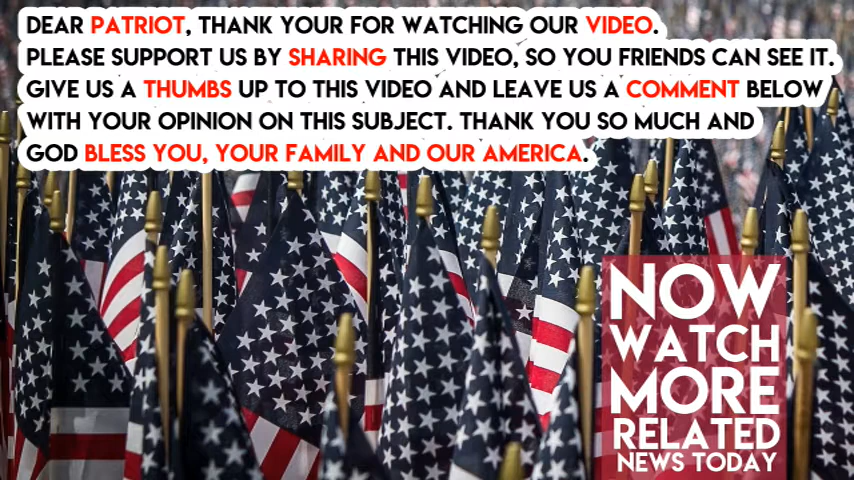 DEAR PATRIOT, THANK YOUR FOR WATCHING OUR VIDEO.
PLEASE SUPPORT US BY SHARING THIS VIDEO, SO YOU FRIENDS CAN SEE IT.
GIVE US A THUMBS UP TO THIS VIDEO AND LEAVE US A COMMENT BELOW
WITH YOUR OPINION ON THIS SUBJECT. THANK YOU SO MUCH AND
GOD BLESS YOU, YOUR FAMILY AND OUR AMERICA.
NOW
WATCH
MORE
RELATED
NEWS TODAY